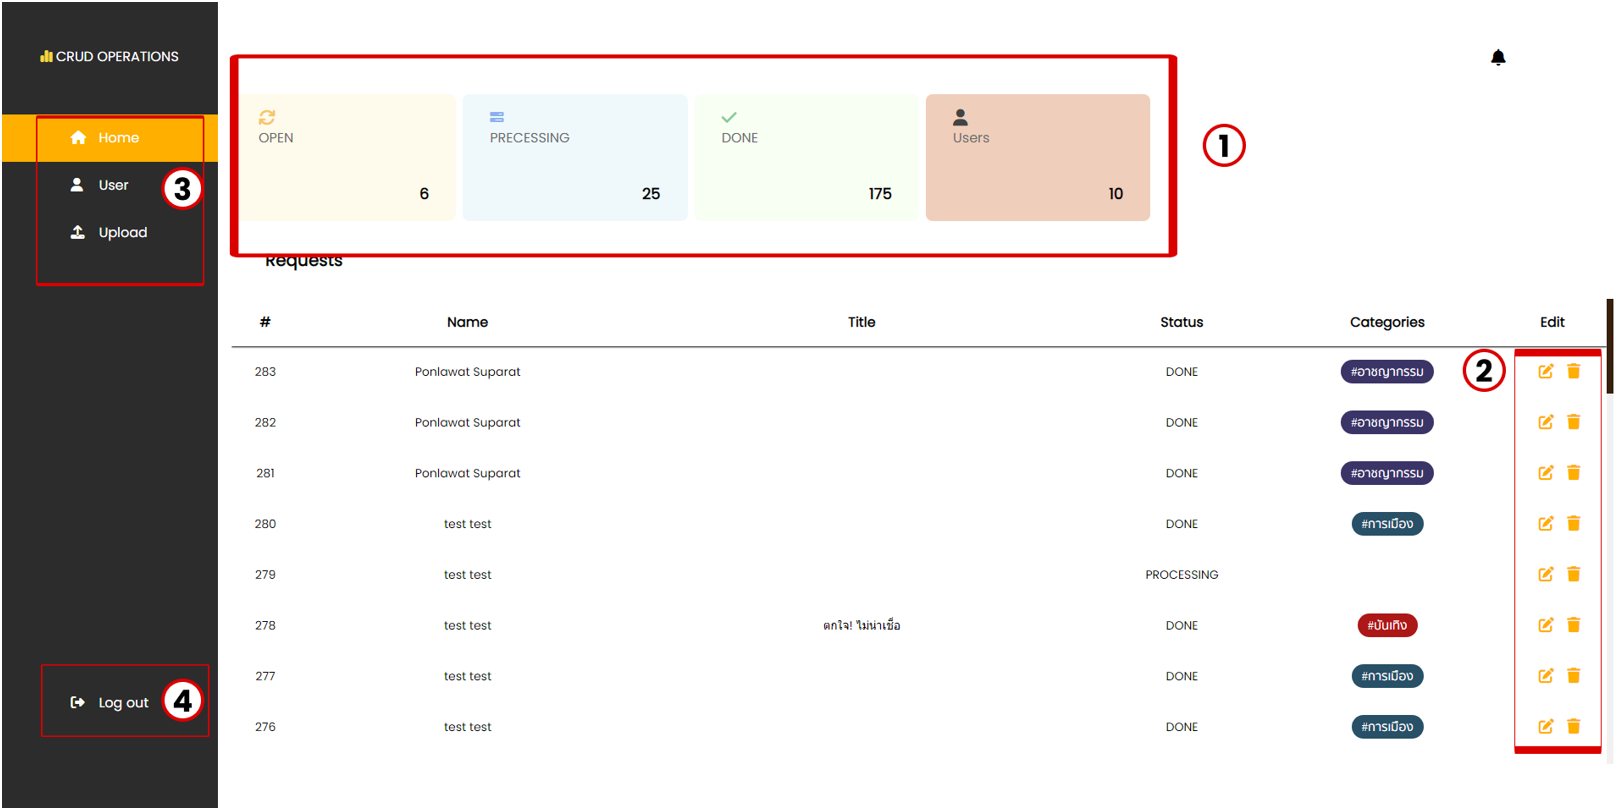 CRUD OPERATIONS
Home
User
Upload
3
Log out
4
OPEN
6
PRECESSING
25
DONE
175
Users
10
1
Requests
# Name Title Status Categories Edit
2
283 Ponlawat Suparat DONE #อาชญากรรม
282 Ponlawat Suparat DONE #อาชญากรรม
281 Ponlawat Suparat DONE #อาชญากรรม
280 test test DONE #การเมือง
279 test test PROCESSING
278 test test ตกใจ! ไม่น่าเชื่อ DONE #บันเทิง
277 test test DONE #การเมือง
276 test test DONE #การเมือง